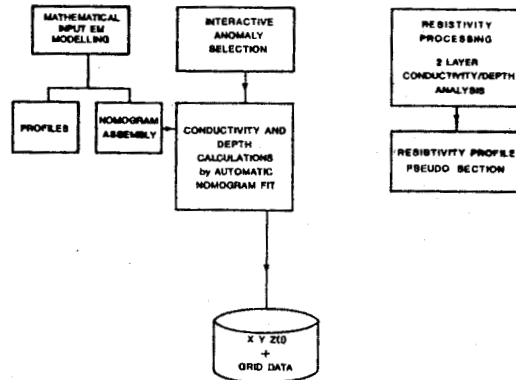 MATHEMATICAL
INPUT EM
MODELLING
INTERACTIVE
ANOMALY
SELECTION
RESISTIVITY
PROCESSING
2 LAYER
CONDUCTIVITY/DEPTH
ANALYSIS
PROFILES
NOMOGRAM
ASSEMBLY
CONDUCTIVITY AND
DEPTH
CALCULATIONS
by AUTOMATIC
NOMOGRAM FIT
RESISTIVITY PROFILE
PSEUDO SECTION
X Y Z(I)
+
GRID DATA